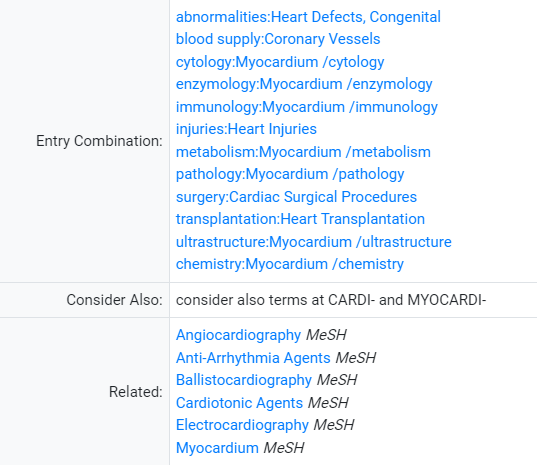 Entry Combination:
abnormalities:Heart Defects, Congenital
blood supply:Coronary Vessels
cytology:Myocardium /cytology
enzymology:Myocardium /enzymology
immunology:Myocardium /immunology
injuries:Heart Injuries
metabolism:Myocardium /metabolism
pathology:Myocardium /pathology
surgery:Cardiac Surgical Procedures
transplantation:Heart Transplantation
ultrastructure:Myocardium /ultrastructure
chemistry:Myocardium /chemistry
Consider Also: consider also terms at CARDI- and MYOCARDI-
Related:
Angiocardiography MeSH
Anti-Arrhythmia Agents MeSH
Ballistocardiography MeSH
Cardiotonic Agents MeSH
Electrocardiography MeSH
Myocardium MeSH